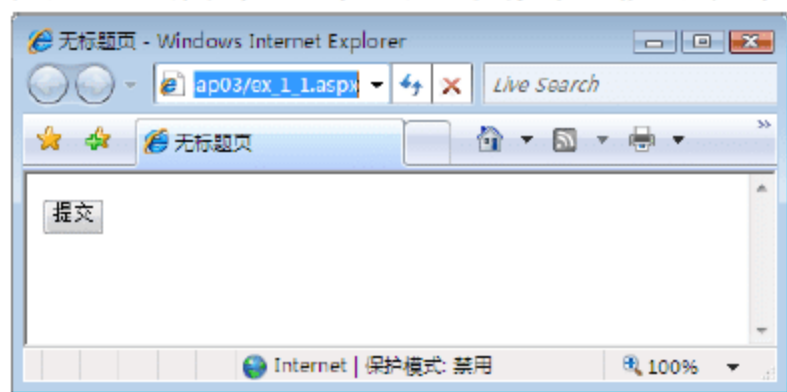 无标题页 - Windows Internet Explorer
ap03/ex_1_1.aspx
Live Search
无标题页
提交
Internet | 保护模式: 禁用
100%